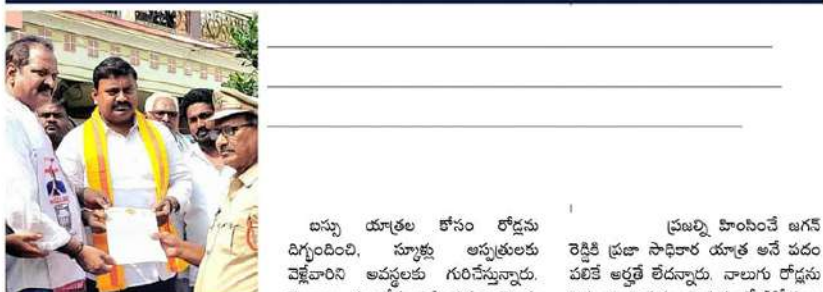 బస్సు యాత్రల కోసం రోడ్లను
దిగ్బందించి, స్కూళ్లు ఆస్పత్రులకు
వెళ్లేవారిని అవస్థలకు గురిచేస్తున్నారు.
ప్రజల్ని హింసించే జగన్
రెడ్డికి ప్రజా సాధికార యాత్ర అనే పదం
పలికే అర్హతే లేదన్నారు. నాలుగు రోడ్లను